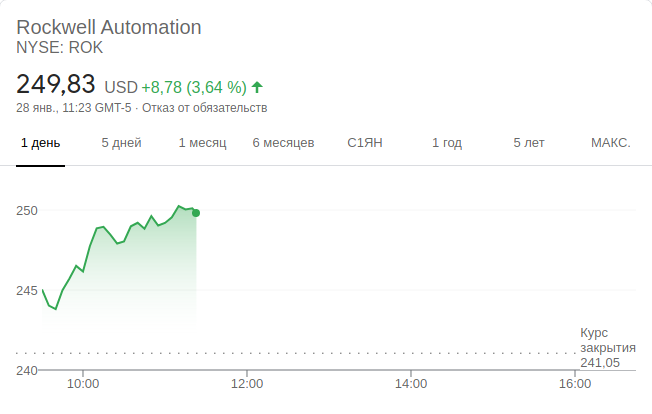 Rockwell Automation
NYSE: ROK
249,83 USD +8,78 (3,64 %)
28 янв., 11:23 GMT-5 · Отказ от обязательств
1 день 5 дней 1 месяц 6 месяцев С1ЯН 1 год 5 лет МАКС.
250
245
Курс
закрытия
241,05
240
10:00 12:00 14:00 16:00